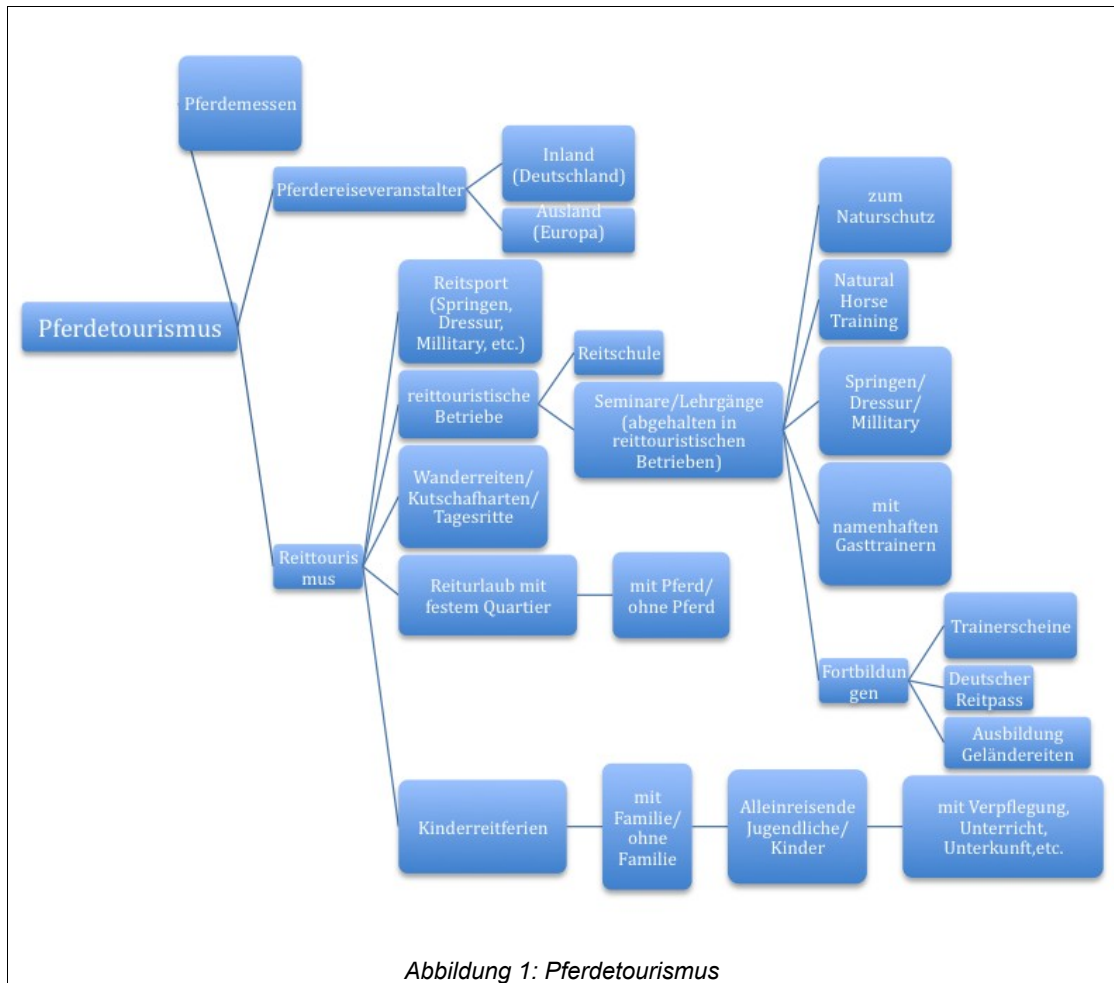 Pferdemessen
Pferdereiseveranstalter
Inland
(Deutschland)
Ausland
(Europa)
Pferdetourismus
Reittouris
mus
Reitsport
(Springen,
Dressur,
Millitary, etc.)
reittouristische
Betriebe
Reitschule
Seminare/Lehrgänge
(abgehalten in
reittouristischen
Betrieben)
zum
Naturschutz
Natural
Horse
Training
Springen/
Dressur/
Millitary
mit
namenhaften
Gasttrainern
Fortbildun
gen
Trainerscheine
Deutscher
Reitpass
Ausbildung
Geländereiten
Wanderreiten/
Kutschafharten/
Tagesritte
Reiturlaub mit
festem Quartier
mit Pferd/
ohne Pferd
Kinderreitferien
mit
Familie/
ohne
Familie
Alleinreisende
Jugendliche/
Kinder
mit Verpflegung,
Unterricht,
Unterkunft,etc.
Abbildung 1: Pferdetourismus